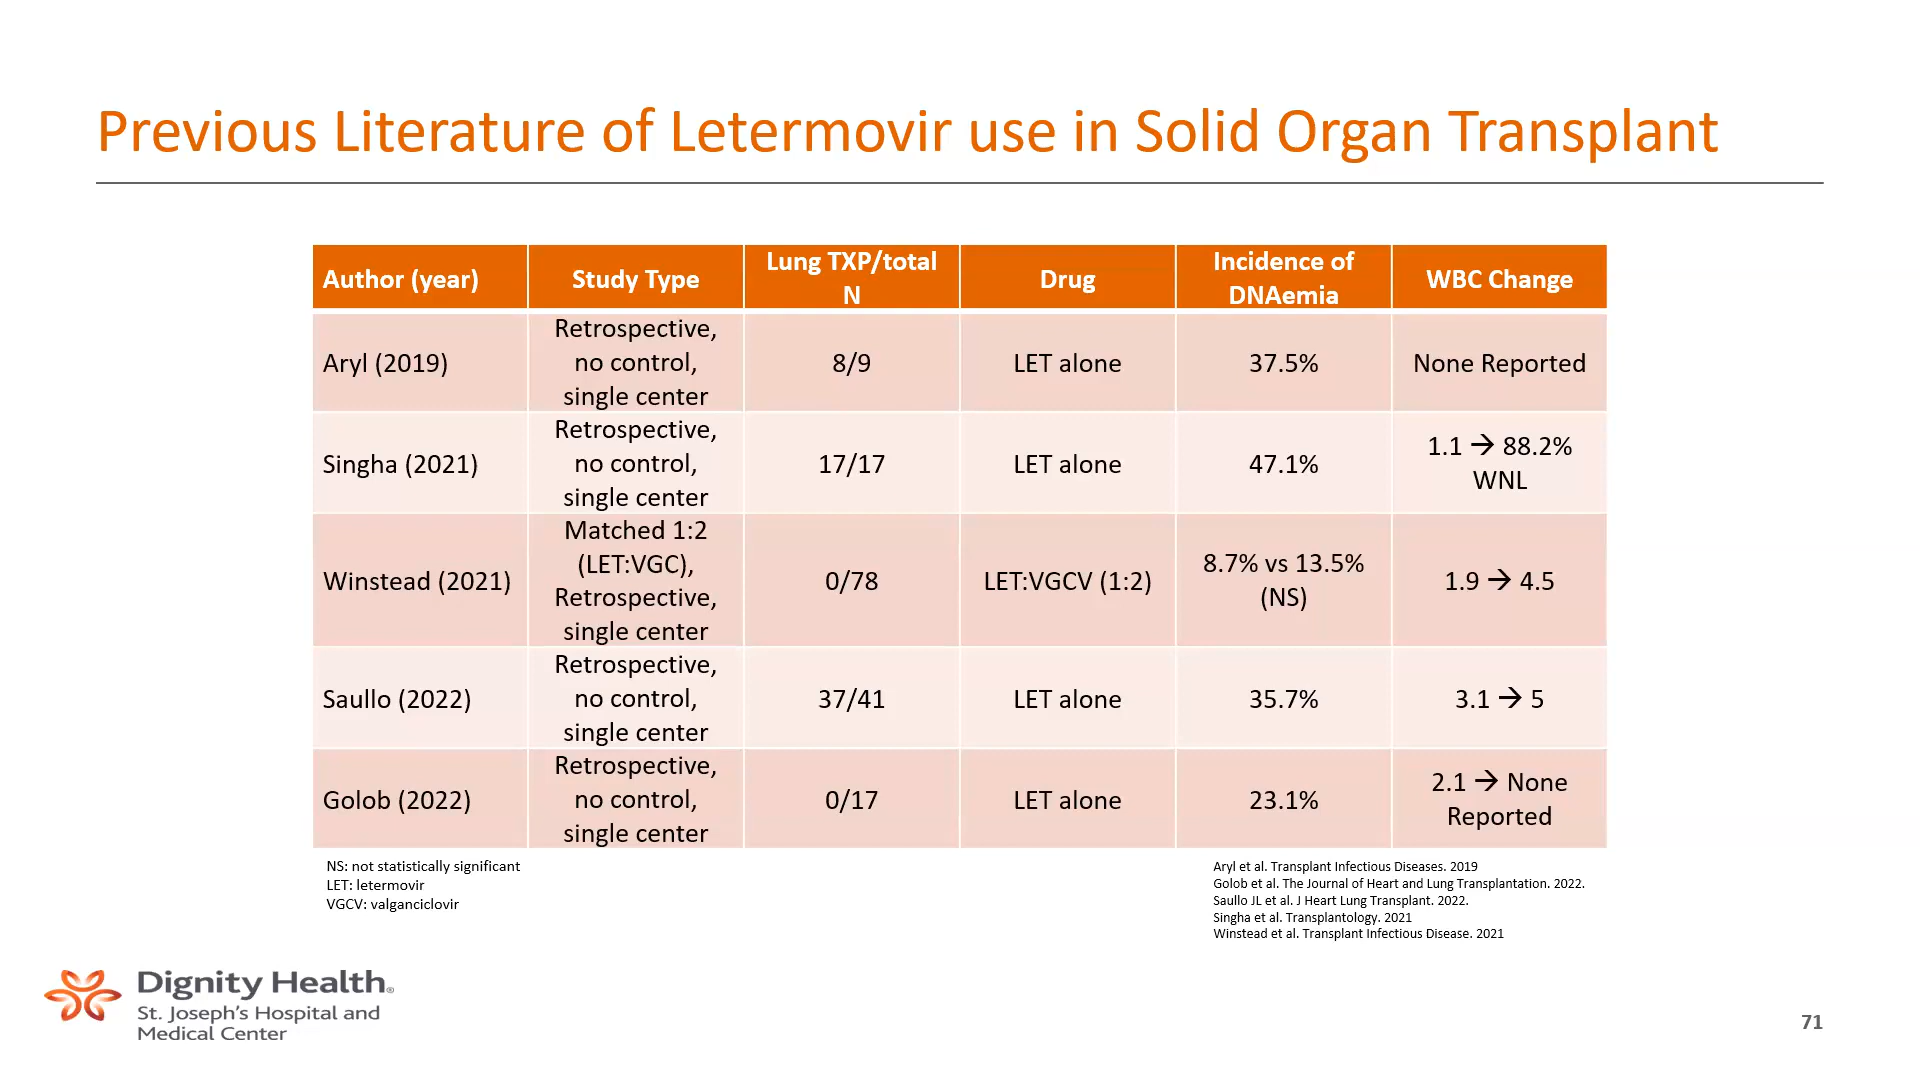 Previous Literature of Letermovir use in Solid Organ Transplant
Author (year)
Study Type
Lung TXP/total
N
Drug
Incidence of
DNAemia
WBC Change
Aryl (2019)
Retrospective,
no control,
single center
8/9
LET alone
37.5%
None Reported
Singha (2021)
Retrospective,
no control,
single center
17/17
LET alone
47.1%
1.1 → 88.2%
WNL
Winstead (2021)
Matched 1:2
(LET:VGC),
Retrospective,
single center
0/78
LET:VGCV (1:2)
8.7% vs 13.5%
(NS)
1.9 → 4.5
Saullo (2022)
Retrospective,
no control,
single center
37/41
LET alone
35.7%
3.1 → 5
Golob (2022)
Retrospective,
no control,
single center
0/17
LET alone
23.1%
2.1 → None
Reported
NS: not statistically significant
LET: letermovir
VGCV: valganciclovir
Aryl et al. Transplant Infectious Diseases. 2019
Golob et al. The Journal of Heart and Lung Transplantation. 2022.
Saullo JL et al. J Heart Lung Transplant. 2022.
Singha et al. Transplantology. 2021
Winstead et al. Transplant Infectious Disease. 2021
Dignity Health®
St. Joseph's Hospital and
Medical Center
71